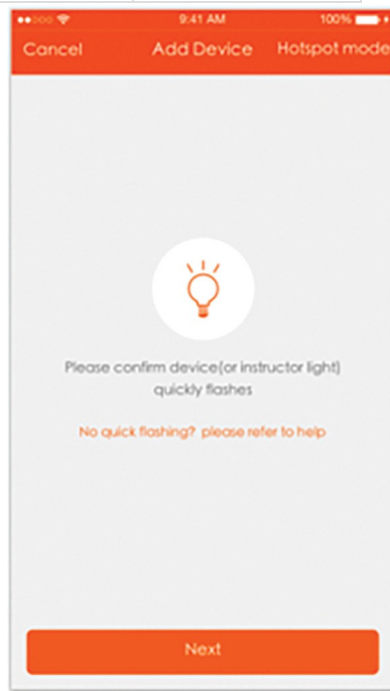 9:41 AM 100%
Cancel Add Device Hotspot mode
Please confirm device(or instructor light)
quickly flashes
No quick flashing? please refer to help
Next